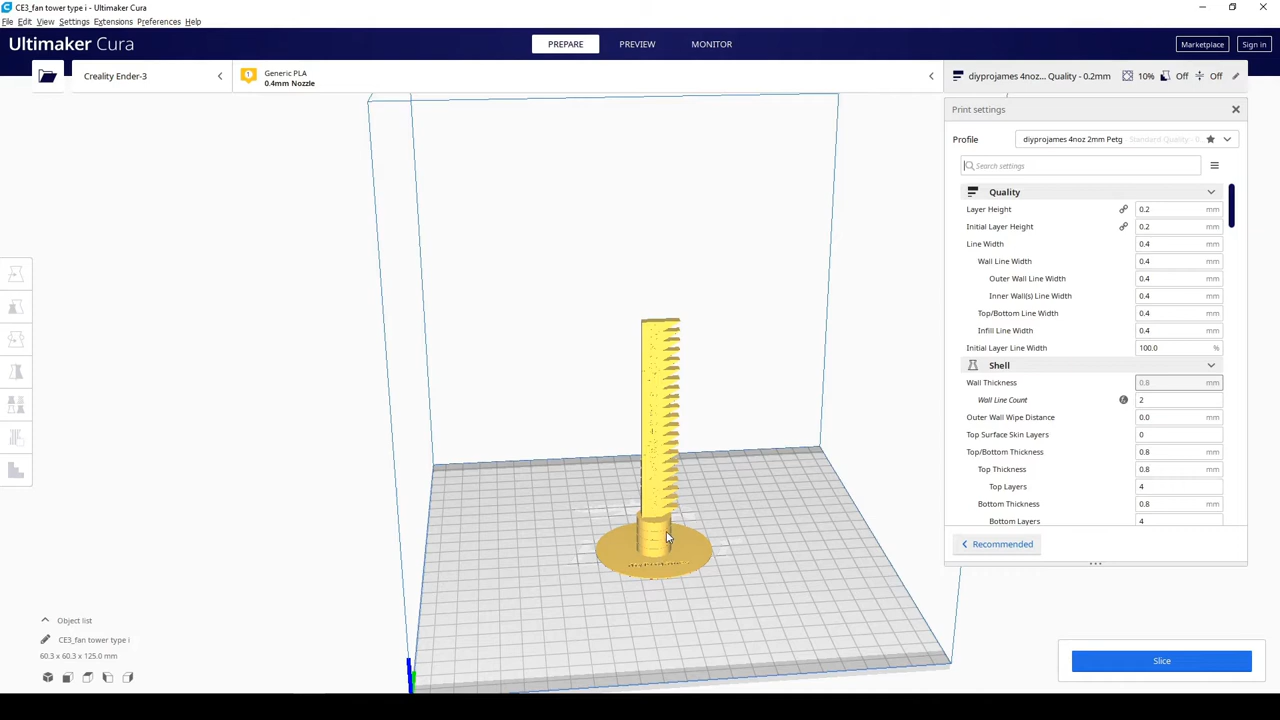 CE3_fan tower type i - Ultimaker Cura
File Edit View Settings Extensions Preferences Help
Ultimaker Cura
PREPARE
PREVIEW
MONITOR
Marketplace
Sign in
Creality Ender-3
1
Generic PLA
0.4mm Nozzle
diyprojames 4noz... Quality - 0.2mm
10%
Off
Off
Print settings
Profile
diyprojames 4noz 2mm Petg - Standard Quality - 0...
Search settings
Quality
Layer Height 0.2 mm
Initial Layer Height 0.2 mm
Line Width 0.4 mm
Wall Line Width 0.4 mm
Outer Wall Line Width 0.4 mm
Inner Wall(s) Line Width 0.4 mm
Top/Bottom Line Width 0.4 mm
Infill Line Width 0.4 mm
Initial Layer Line Width 100.0 %
Shell
Wall Thickness 0.8 mm
Wall Line Count 2
Outer Wall Wipe Distance 0.0 mm
Top Surface Skin Layers 0
Top/Bottom Thickness 0.8 mm
Top Thickness 0.8 mm
Top Layers 4
Bottom Thickness 0.8 mm
Bottom Layers 4
Recommended
Object list
CE3_fan tower type i
60.3 x 60.3 x 125.0 mm
Slice